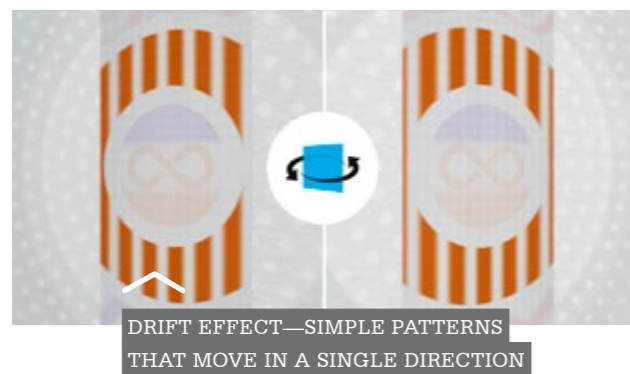 DRIFT EFFECT—SIMPLE PATTERNS
THAT MOVE IN A SINGLE DIRECTION